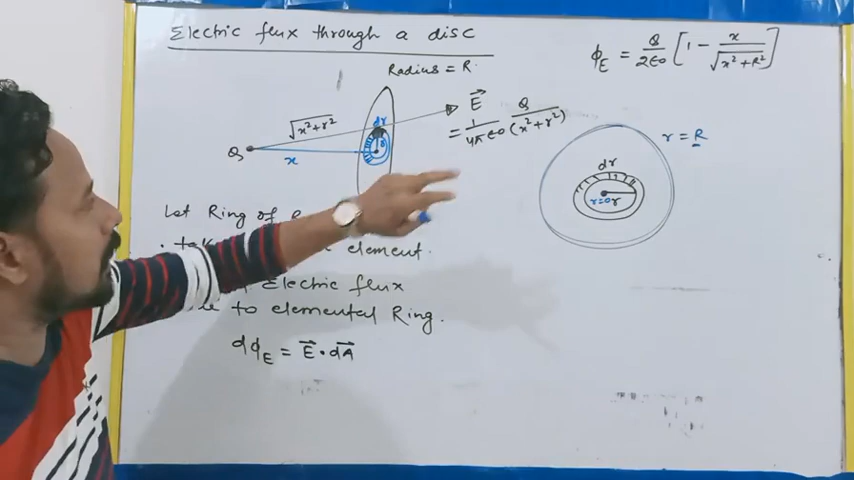 Electric flux through a disc
ϕ_E = Q/2ε0 [1 - x/√(x²+R²)]
Radius = R
√(x²+r²)
dr
E⃗
= 1/4πε0 Q/(x²+r²)
Q
x
r = R
dr
r=0 r
Let Ring of
element.
Electric flux
to elemental Ring.
dϕ_E = E⃗ · dA⃗